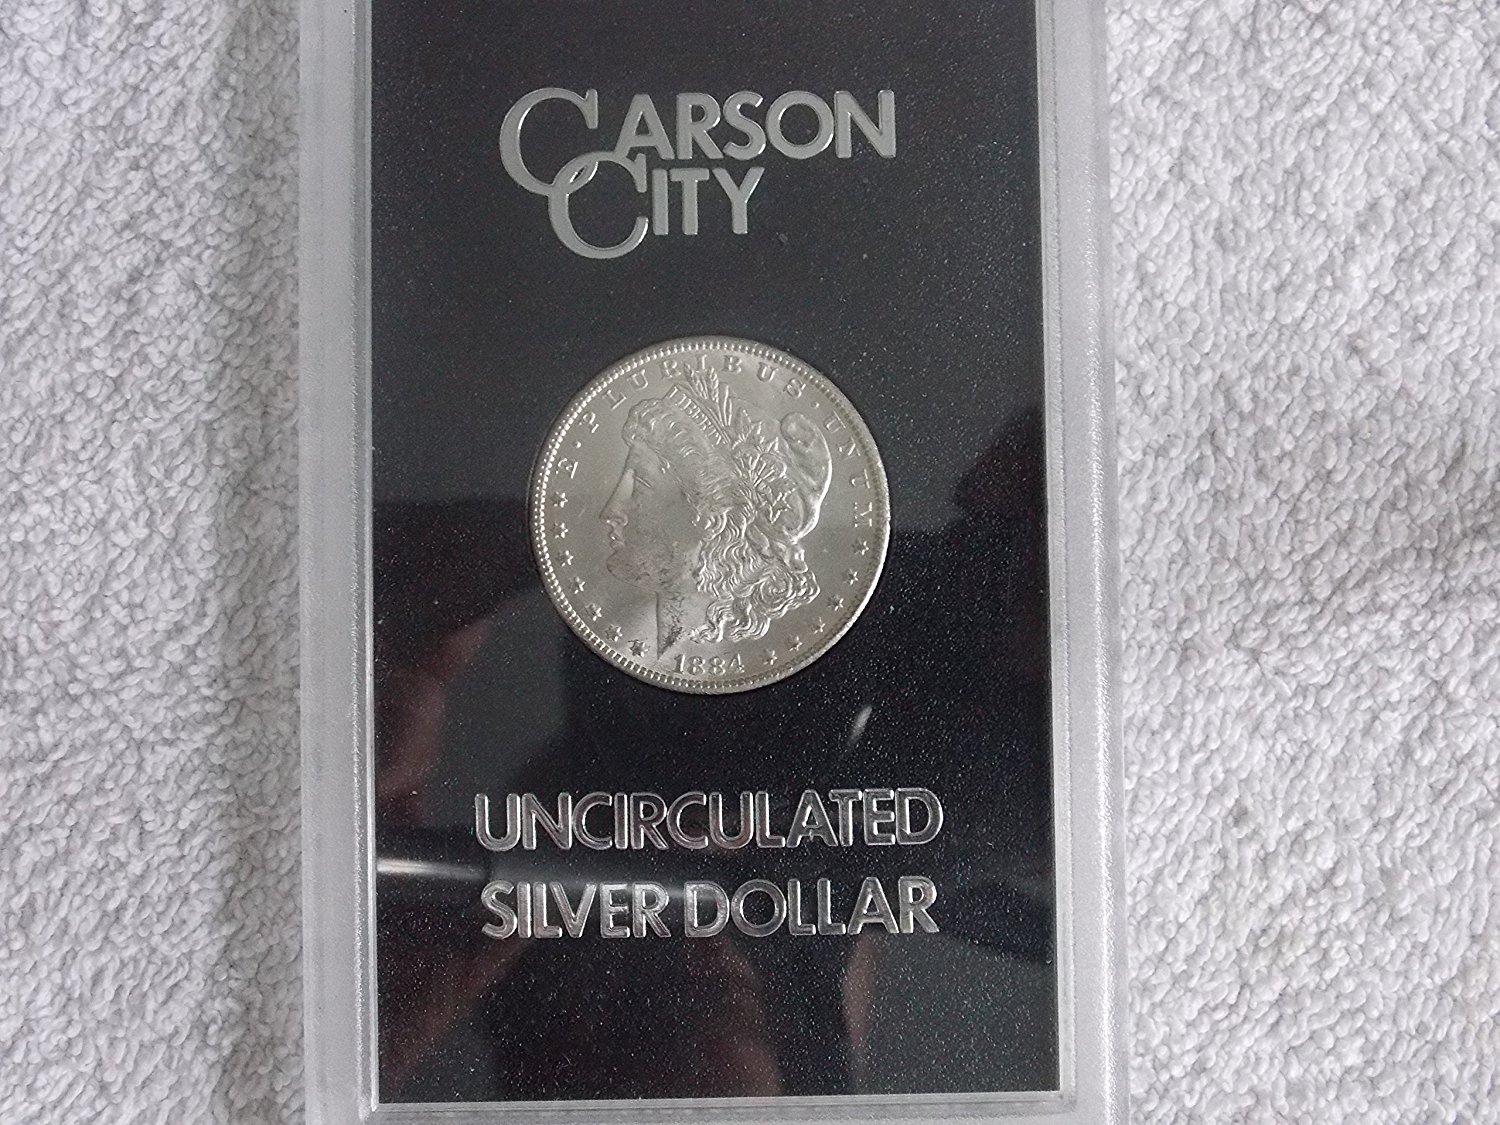 CARSON
CITY
E · PLURIBUS · UNUM
LIBERTY
1884
UNCIRCULATED
SILVER DOLLAR